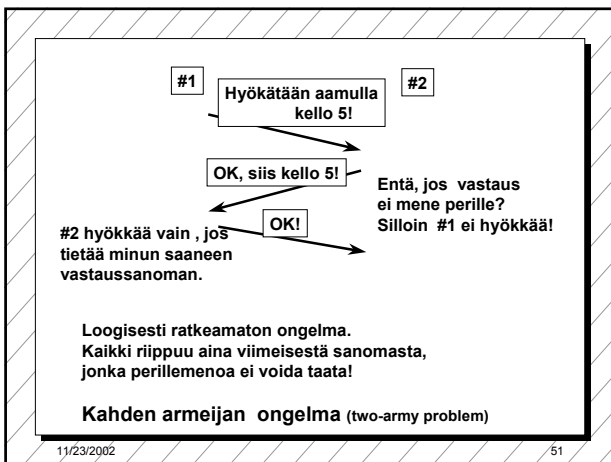 #1
#2
Hyökätään aamulla
kello 5!
OK, siis kello 5!
Entä, jos vastaus
ei mene perille?
Silloin #1 ei hyökkää!
OK!
#2 hyökkää vain , jos
tietää minun saaneen
vastaussanoman.
Loogisesti ratkeamaton ongelma.
Kaikki riippuu aina viimeisestä sanomasta,
jonka perillemenoa ei voida taata!
Kahden armeijan ongelma (two-army problem)
11/23/2002
51